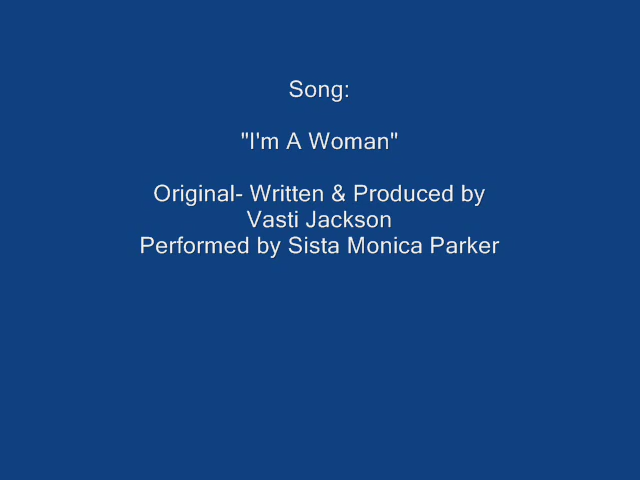 Song:
"I'm A Woman"
Original- Written & Produced by
Vasti Jackson
Performed by Sista Monica Parker